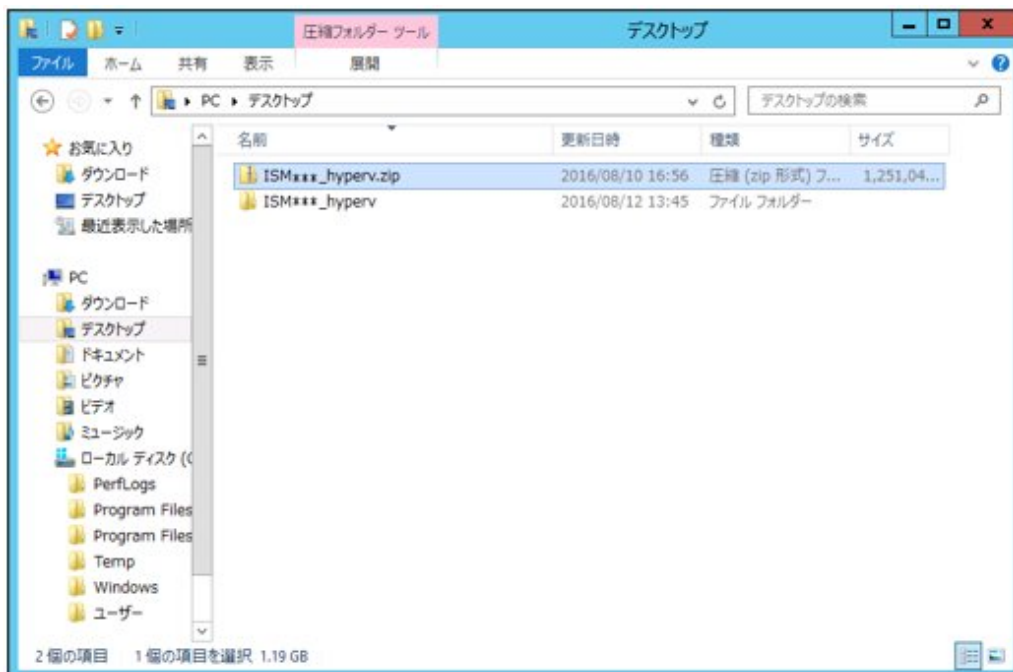 圧縮フォルダー ツール
デスクトップ
ファイル ホーム 共有 表示 展開
PC デスクトップ
デスクトップの検索
名前 更新日時 種類 サイズ
ISM***_hyperv.zip 2016/08/10 16:56 圧縮 (zip 形式) フ... 1,251,04...
ISM***_hyperv 2016/08/12 13:45 ファイル フォルダー
お気に入り
ダウンロード
デスクトップ
最近表示した場所
PC
ダウンロード
デスクトップ
ドキュメント
ピクチャ
ビデオ
ミュージック
ローカル ディスク (C
PerfLogs
Program Files
Program Files
Temp
Windows
ユーザー
2 個の項目 1 個の項目を選択 1.19 GB